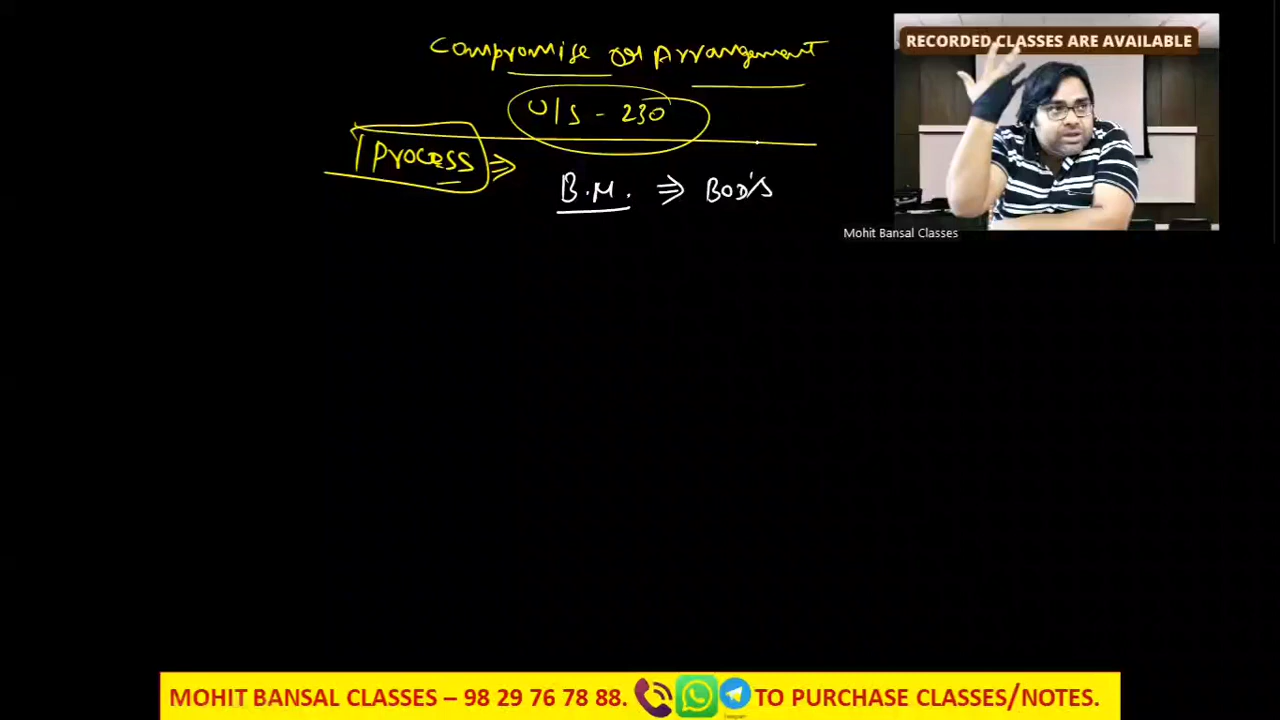 Compromise or Arrangement
U/S - 230
Process ⇒
B.M. ⇒ BOD's
RECORDED CLASSES ARE AVAILABLE
Mohit Bansal Classes
MOHIT BANSAL CLASSES – 98 29 76 78 88. TO PURCHASE CLASSES/NOTES.